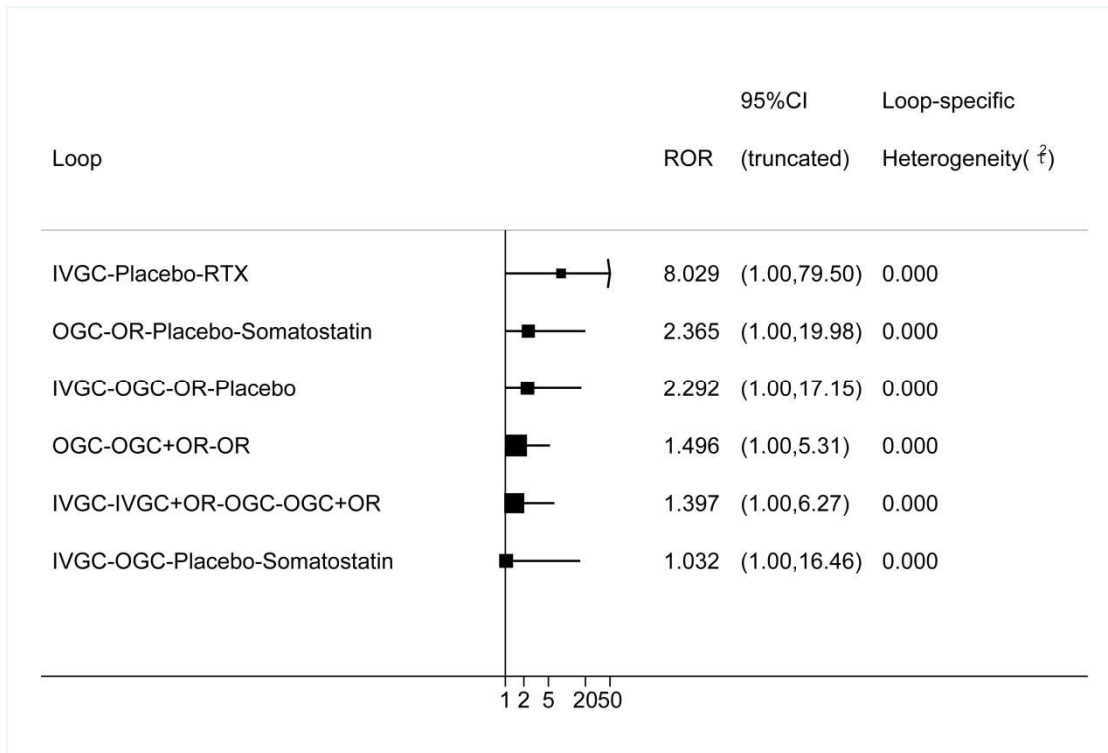 95%CI Loop-specific
Loop ROR (truncated) Heterogeneity( τ²)
IVGC-Placebo-RTX 8.029 (1.00,79.50) 0.000
OGC-OR-Placebo-Somatostatin 2.365 (1.00,19.98) 0.000
IVGC-OGC-OR-Placebo 2.292 (1.00,17.15) 0.000
OGC-OGC+OR-OR 1.496 (1.00,5.31) 0.000
IVGC-IVGC+OR-OGC-OGC+OR 1.397 (1.00,6.27) 0.000
IVGC-OGC-Placebo-Somatostatin 1.032 (1.00,16.46) 0.000
1 2 5 20 50